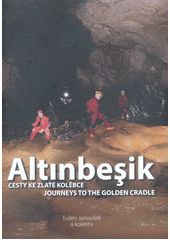 Altınbeşik
CESTY KE ZLATÉ KOLÉBCE
JOURNEYS TO THE GOLDEN CRADLE
Evžen Janoušek
a kolektiv